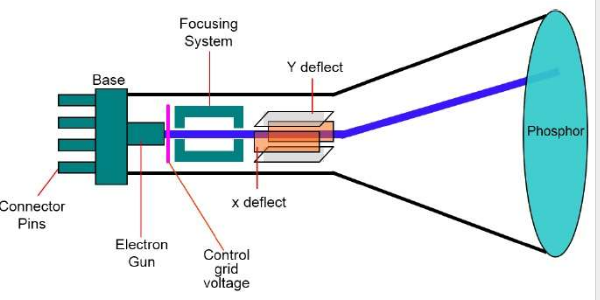 Focusing
System
Y deflect
Base
Phosphor
x deflect
Connector
Pins
Electron
Gun
Control
grid
voltage